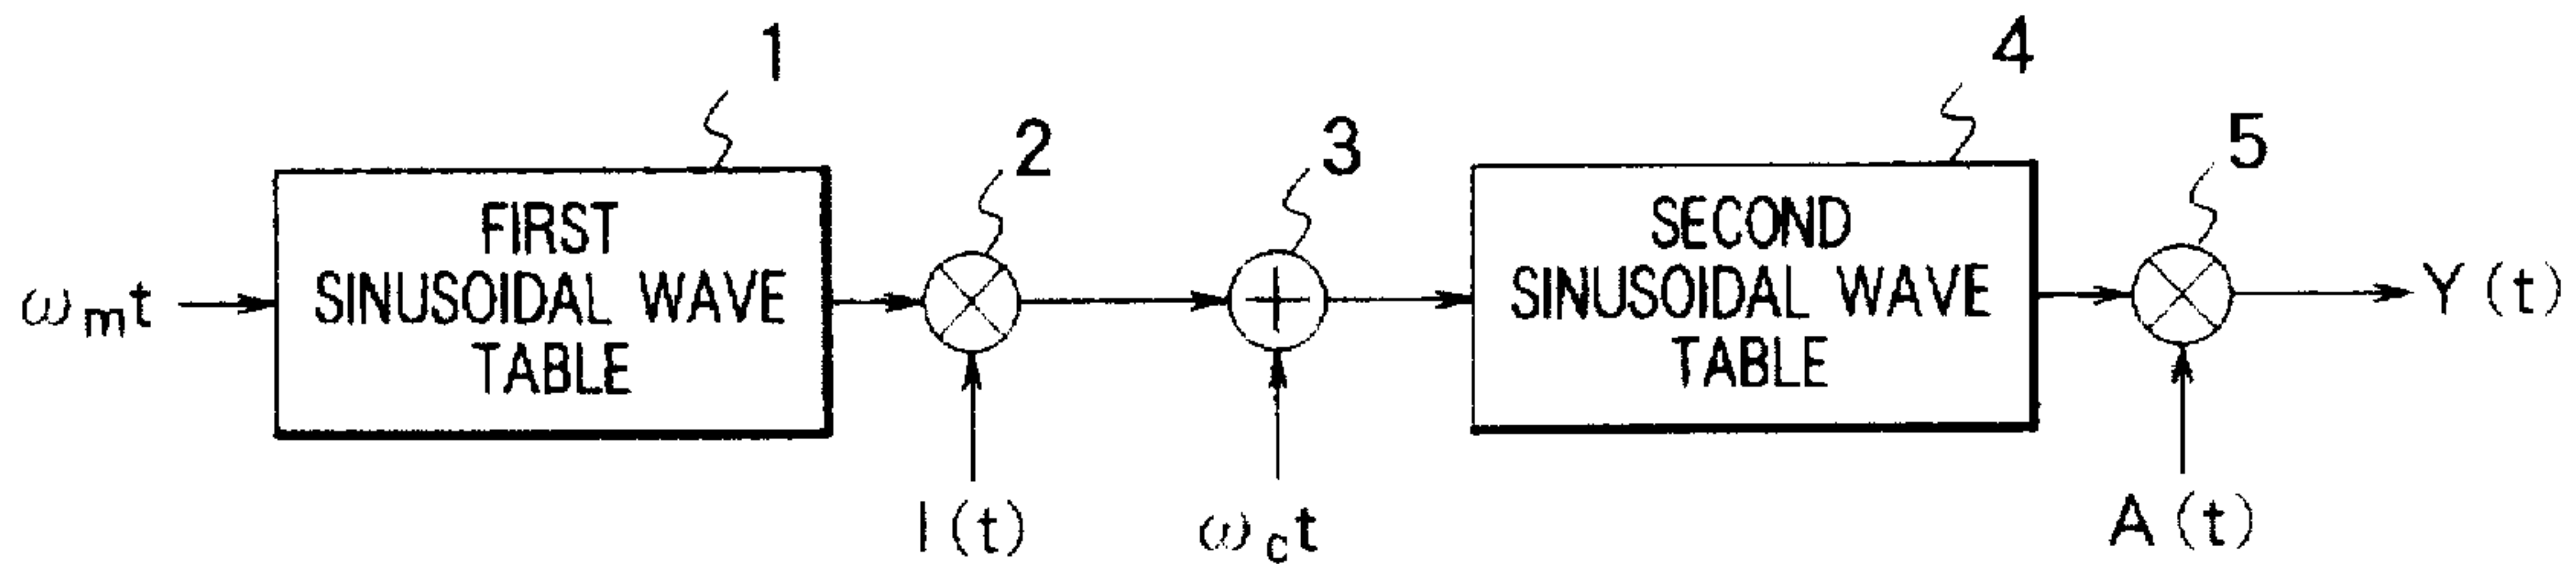 1
2
3
4
5
FIRST
SINUSOIDAL WAVE
TABLE
SECOND
SINUSOIDAL WAVE
TABLE
ωmt
Y(t)
I(t)
ωct
A(t)